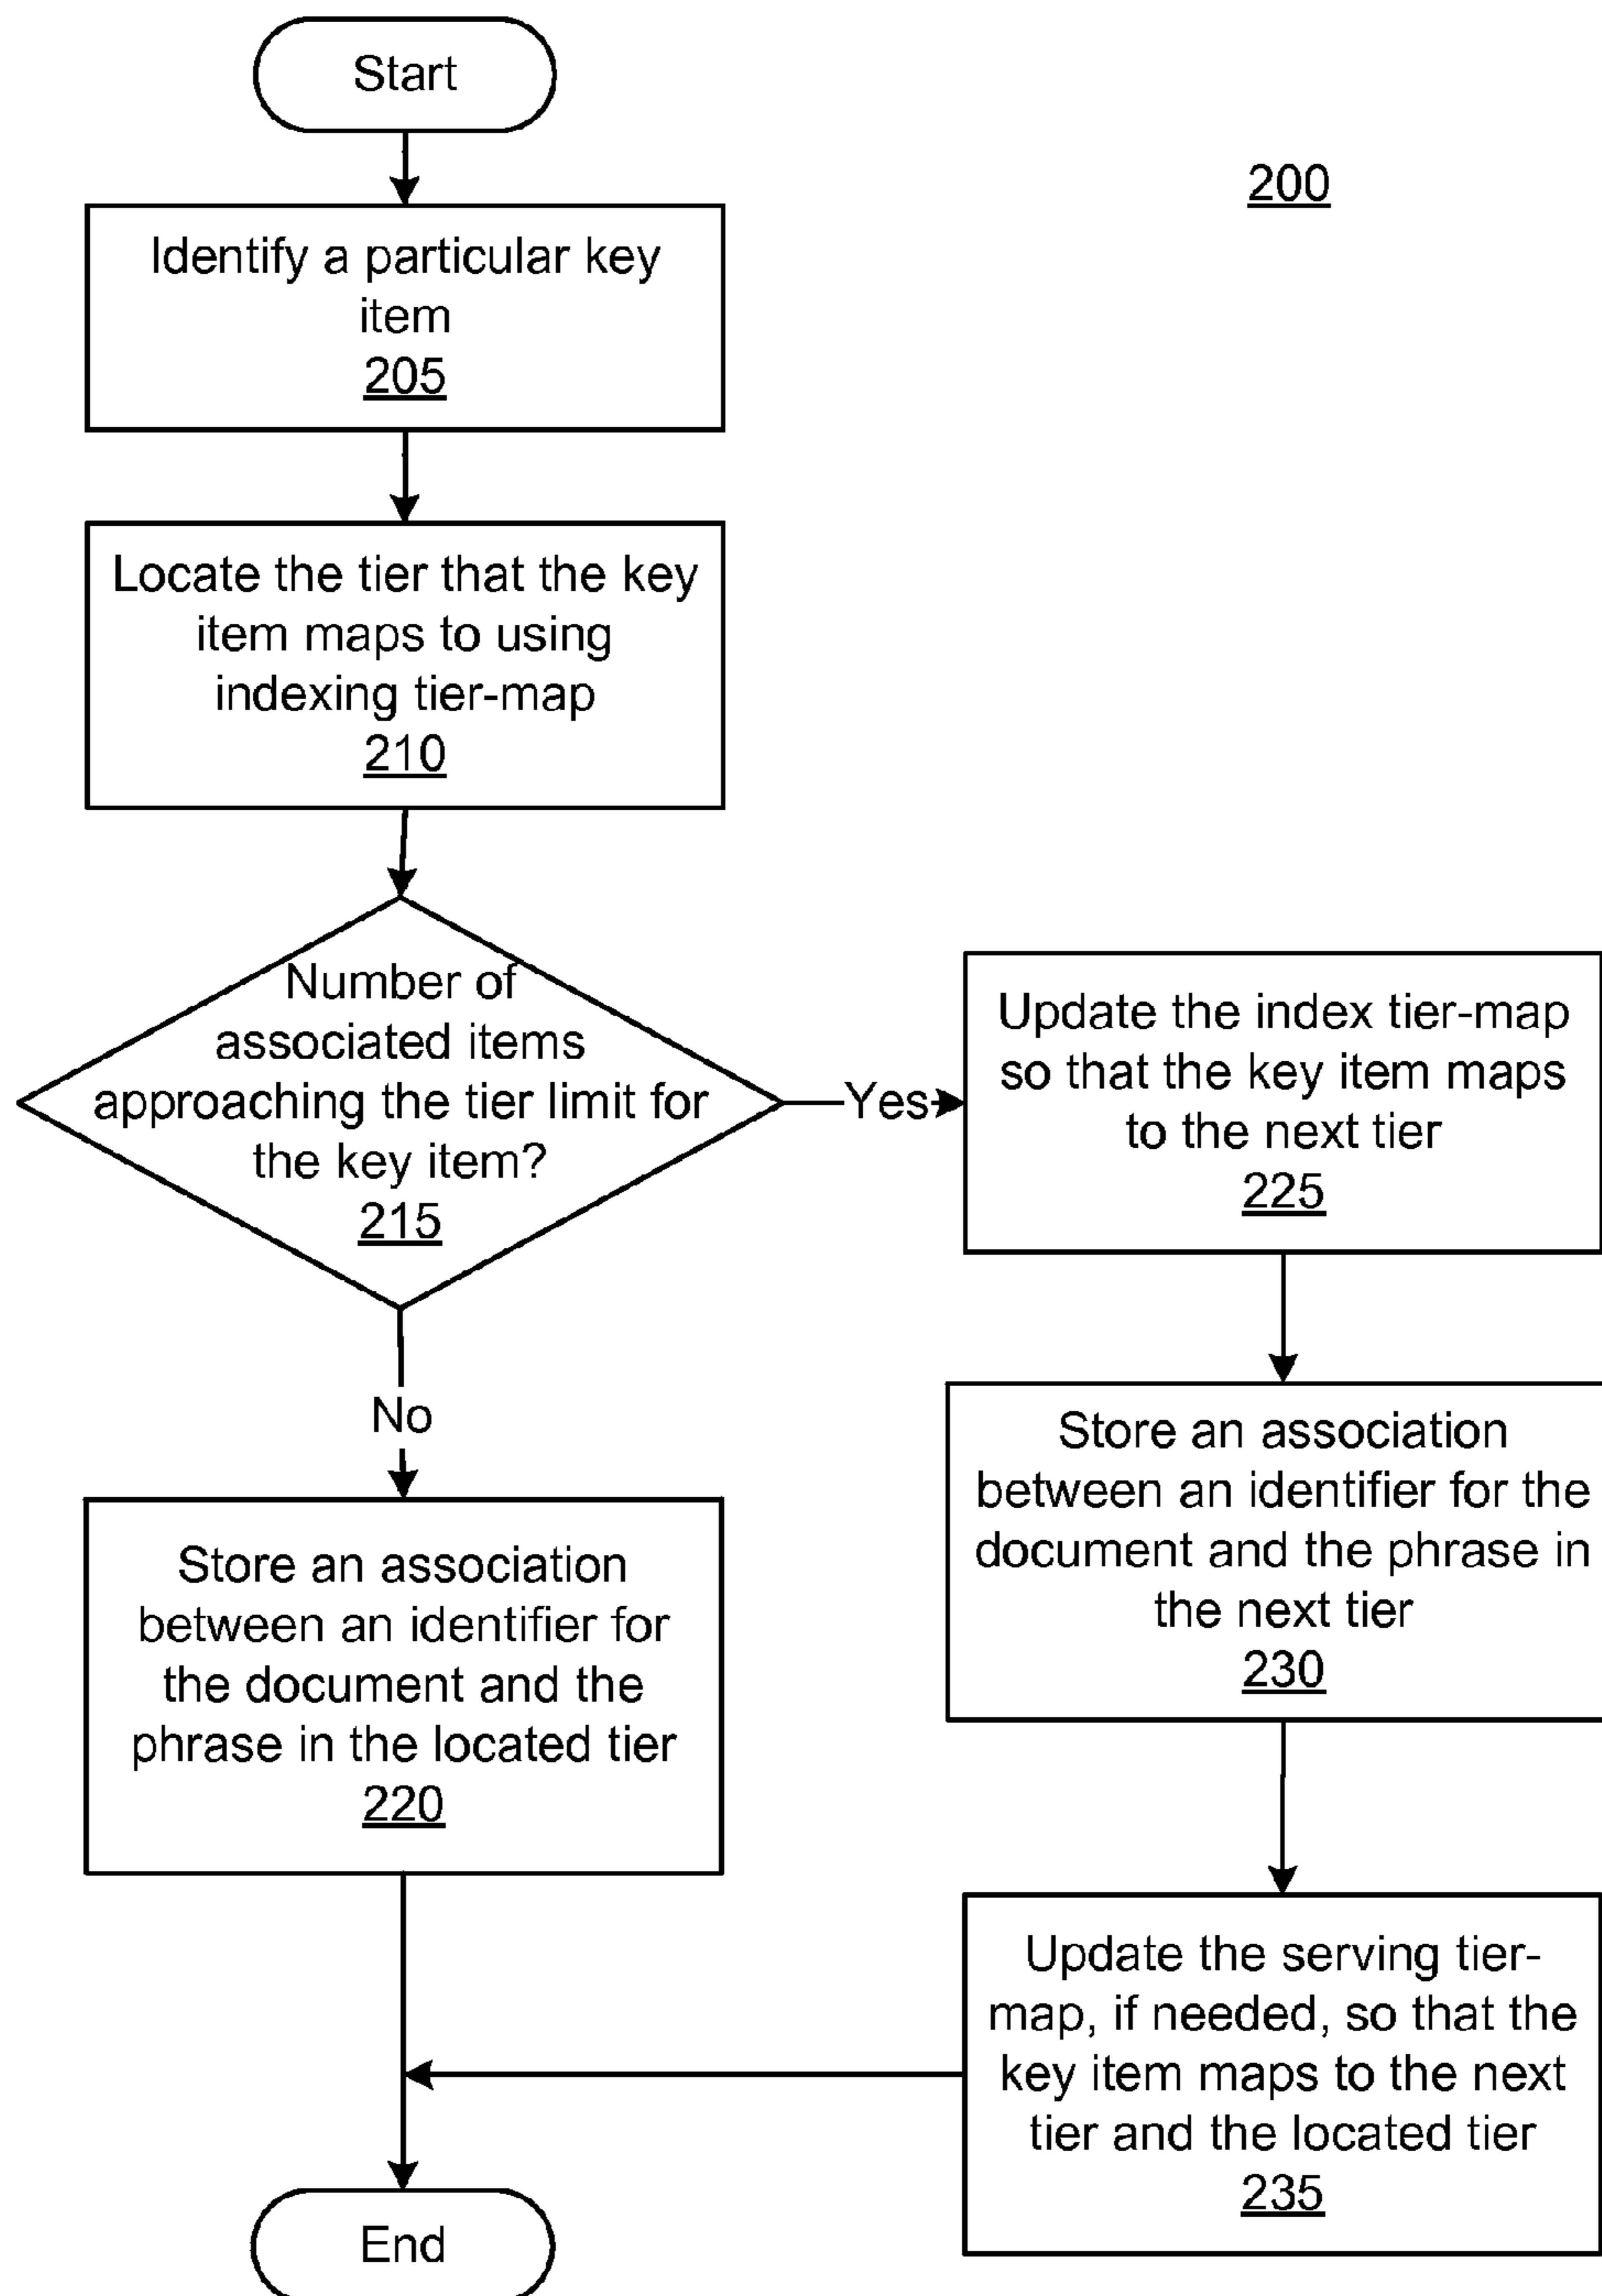 Start
200
Identify a particular key
item
205
Locate the tier that the key
item maps to using
indexing tier-map
210
Number of
associated items
approaching the tier limit for
the key item?
215
Yes
Update the index tier-map
so that the key item maps
to the next tier
225
No
Store an association
between an identifier for
the document and the
phrase in the located tier
220
Store an association
between an identifier for the
document and the phrase in
the next tier
230
Update the serving tier-
map, if needed, so that the
key item maps to the next
tier and the located tier
235
End